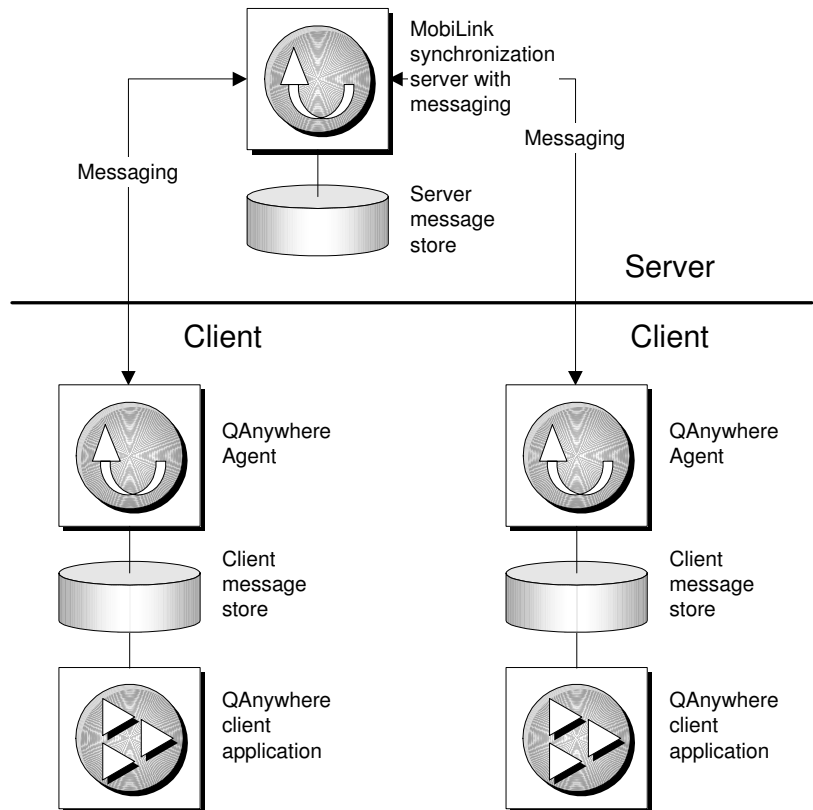 MobiLink
synchronization
server with
messaging
Messaging
Messaging
Server
message
store
Server
Client
Client
QAnywhere
Agent
QAnywhere
Agent
Client
message
store
Client
message
store
QAnywhere
client
application
QAnywhere
client
application